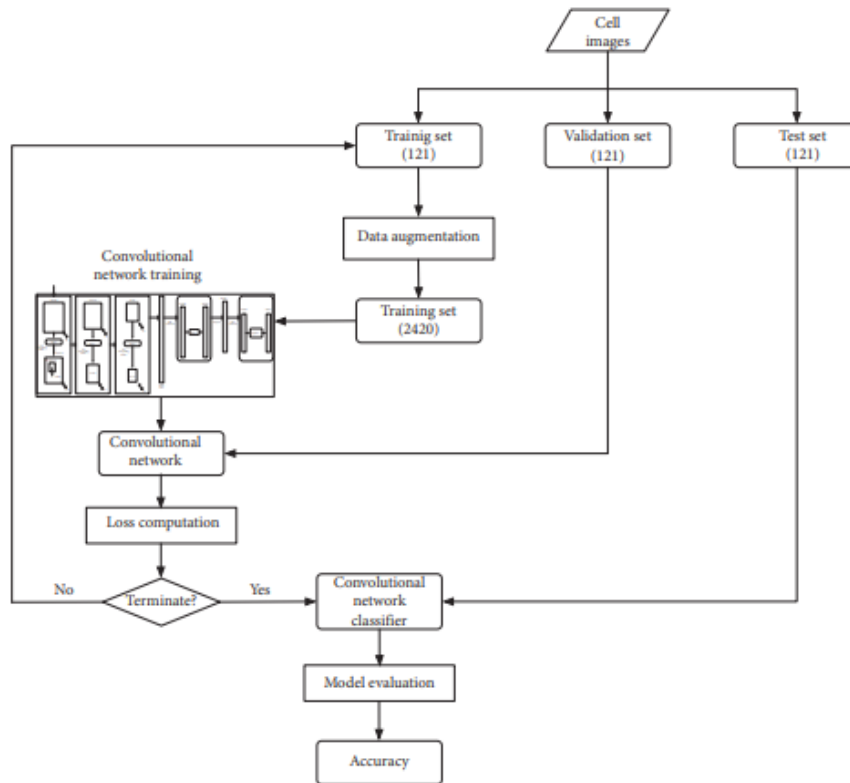 Cell
images
Trainig set
(121)
Validation set
(121)
Test set
(121)
Data augmentation
Convolutional
network training
Training set
(2420)
Convolutional
network
Loss computation
No
Terminate?
Yes
Convolutional
network
classifier
Model evaluation
Accuracy